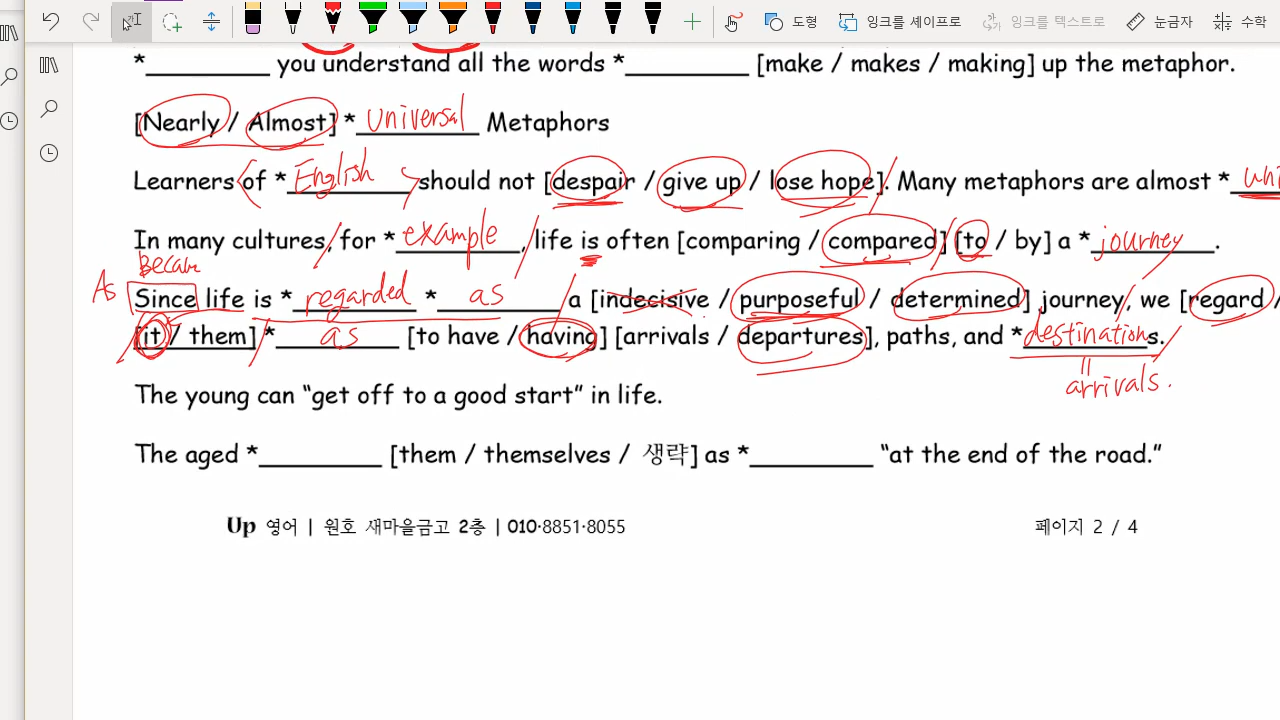 도형 잉크를 셰이프로 잉크를 텍스트로 눈금자 수학
*__________ you understand all the words *__________ [make / makes / making] up the metaphor.
[Nearly / Almost] * universal Metaphors
Learners of * English should not [despair / give up / lose hope]. Many metaphors are almost * uni
In many cultures, for * example, life is often [comparing / compared] [to / by] a * journey.
As becau
Since life is * regarded * as a [indecisive / purposeful / determined] journey, we [regard /
[it / them] * as [to have / having] [arrivals / departures], paths, and * destinations.
= arrivals.
The young can “get off to a good start” in life.
The aged *__________ [them / themselves / 생략] as *__________ “at the end of the road.”
Up 영어 | 원호 새마을금고 2층 | 010·8851·8055 페이지 2 / 4